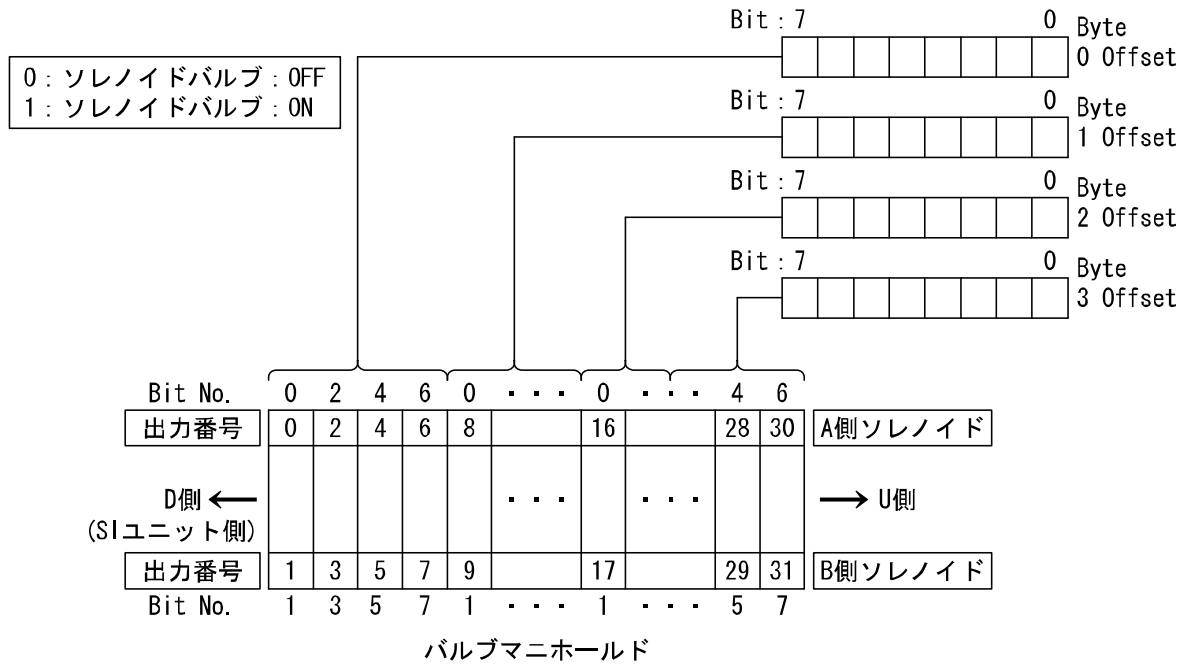 Bit : 7 0 Byte
0 Offset
0 : ソレノイドバルブ : OFF
1 : ソレノイドバルブ : ON
Bit : 7 0 Byte
1 Offset
Bit : 7 0 Byte
2 Offset
Bit : 7 0 Byte
3 Offset
Bit No. 0 2 4 6 0 ・・・ 0 ・・・ 4 6
出力番号 0 2 4 6 8 16 28 30 A側ソレノイド
D側 ← ・・・ ・・・ → U側
(SIユニット側)
出力番号 1 3 5 7 9 17 29 31 B側ソレノイド
Bit No. 1 3 5 7 1 ・・・ 1 ・・・ 5 7
バルブマニホールド